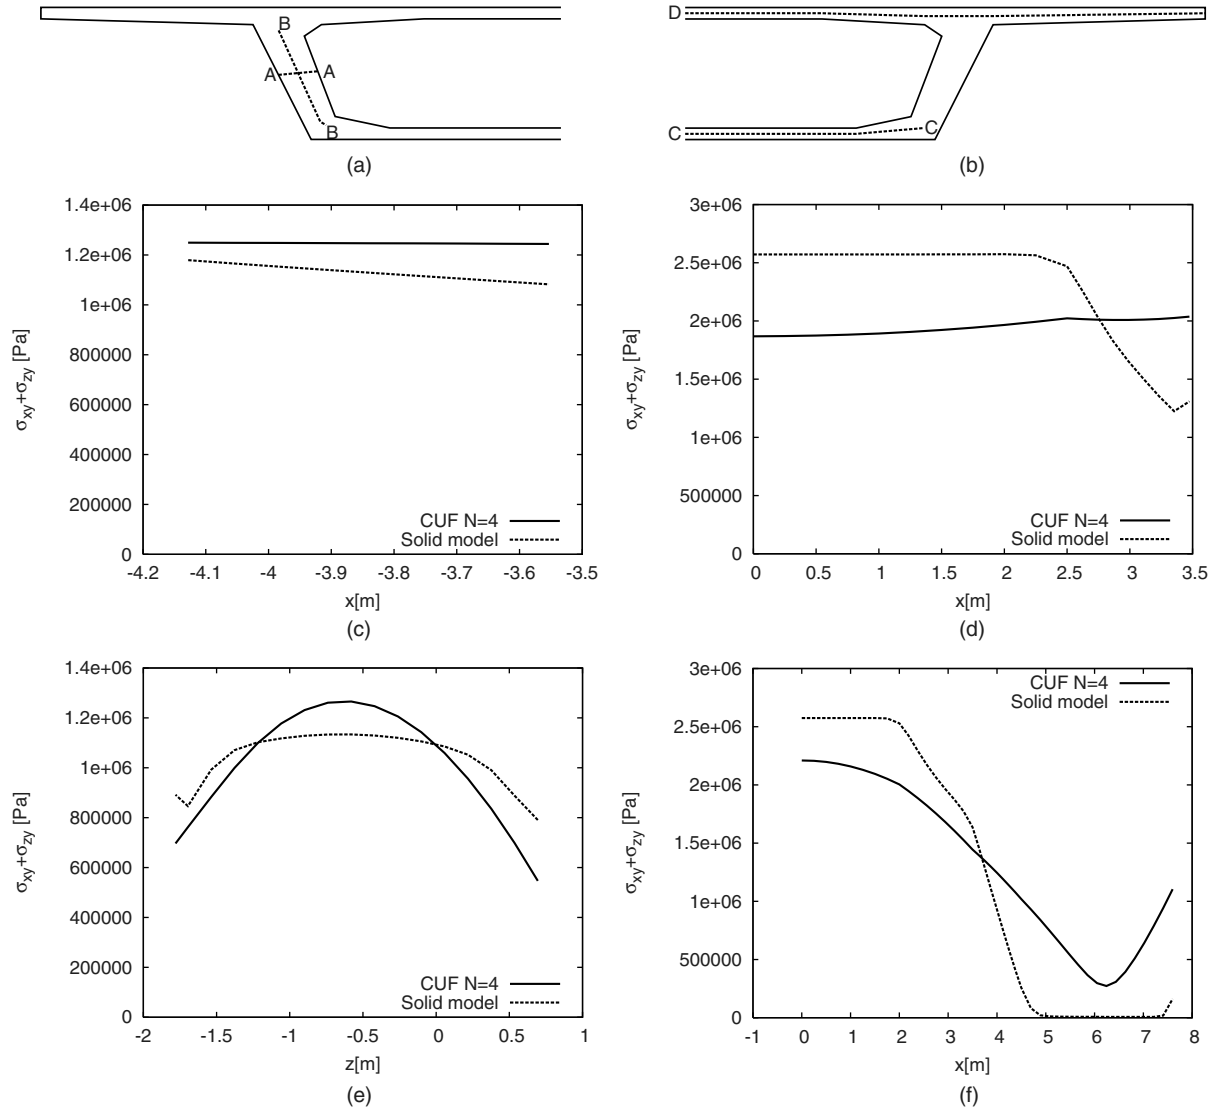 B
A
A
B
(a)
D
C
C
(b)
1.4e+06
1.2e+06
1e+06
800000
600000
400000
200000
0
σxy+σzy [Pa]
CUF N=4
Solid model
-4.2 -4.1 -4 -3.9 -3.8 -3.7 -3.6 -3.5
x[m]
(c)
3e+06
2.5e+06
2e+06
1.5e+06
1e+06
500000
0
σxy+σzy [Pa]
CUF N=4
Solid model
0 0.5 1 1.5 2 2.5 3 3.5
x[m]
(d)
1.4e+06
1.2e+06
1e+06
800000
600000
400000
200000
0
σxy+σzy [Pa]
CUF N=4
Solid model
-2 -1.5 -1 -0.5 0 0.5 1
z[m]
(e)
3e+06
2.5e+06
2e+06
1.5e+06
1e+06
500000
0
σxy+σzy [Pa]
CUF N=4
Solid model
-1 0 1 2 3 4 5 6 7 8
x[m]
(f)